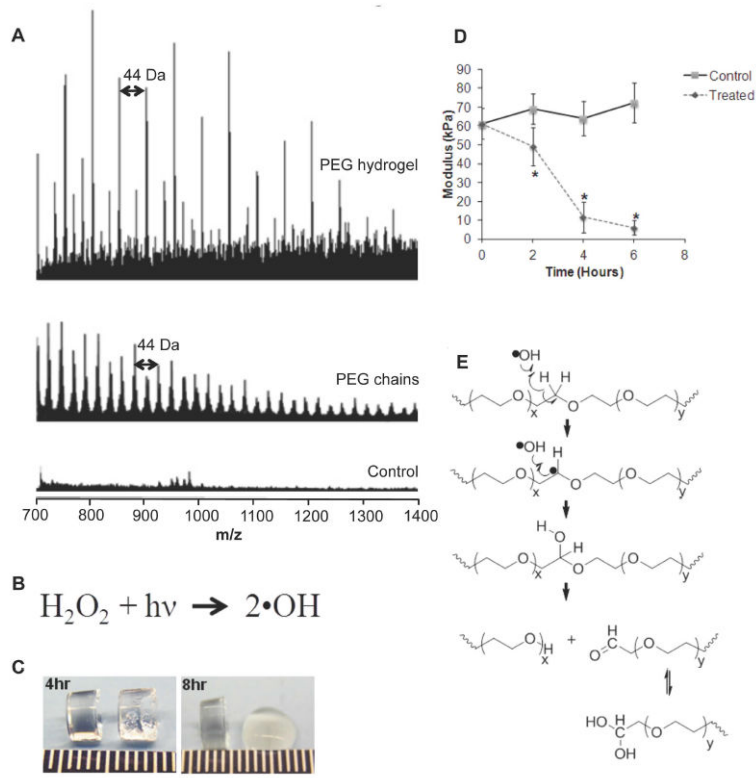 A
44 Da
PEG hydrogel
44 Da
PEG chains
Control
700 800 900 1000 1100 1200 1300 1400
m/z
B
H₂O₂ + hν → 2•OH
C
4hr
8hr
D
Modulus (kPa)
90
80
70
60
50
40
30
20
10
0
0 2 4 6 8
Time (Hours)
Control
Treated
*
*
*
E
•OH
H H
O x O O y
•OH
H
O x O O y
HO H
O x O O y
O H x + H O O y
HO H O y
OH